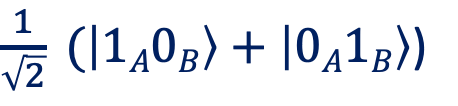 1/√2 (|1_A0_B⟩ + |0_A1_B⟩)